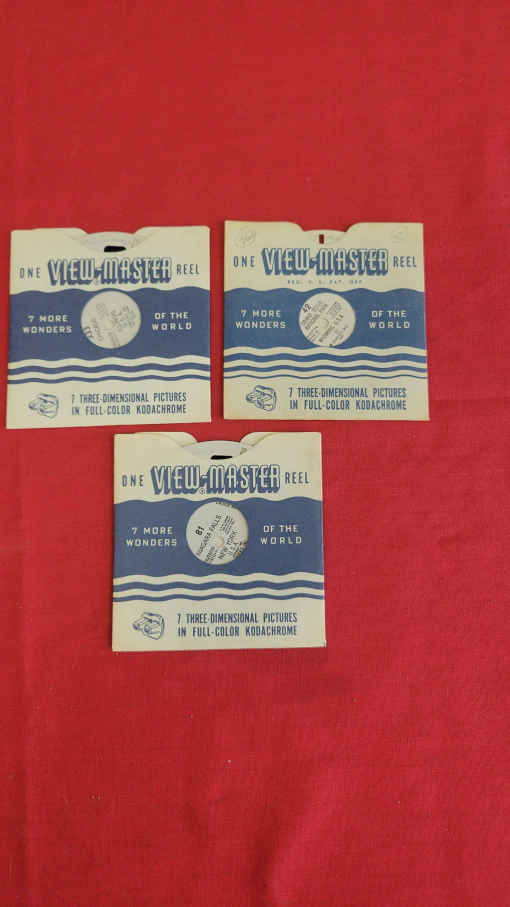 ONE VIEW-MASTER REEL
7 MORE WONDERS OF THE WORLD
7 THREE-DIMENSIONAL PICTURES
IN FULL-COLOR KODACHROME
ONE VIEW-MASTER REEL
REG. U. S. PAT. OFF.
7 MORE WONDERS OF THE WORLD
42
7 THREE-DIMENSIONAL PICTURES
IN FULL-COLOR KODACHROME
ONE VIEW-MASTER REEL
7 MORE WONDERS OF THE WORLD
81
NIAGARA FALLS
NEW YORK
U.S.A.
7 THREE-DIMENSIONAL PICTURES
IN FULL-COLOR KODACHROME